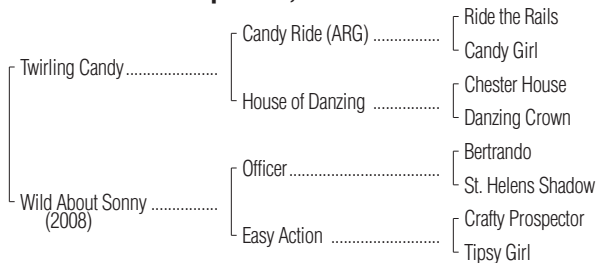 Ride the Rails
Candy Ride (ARG) ................
Candy Girl
Twirling Candy ......................
Chester House
House of Danzing ................
Danzing Crown
Bertrando
Officer....................................
St. Helens Shadow
Wild About Sonny ................
(2008)
Crafty Prospector
Easy Action ..........................
Tipsy Girl